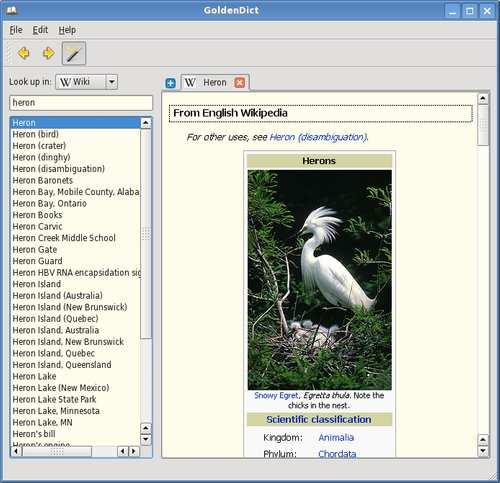 GoldenDict
File Edit Help
Look up in: W Wiki
W Heron
heron
Heron
Heron (bird)
Heron (crater)
Heron (dinghy)
Heron (disambiguation)
Heron Baronets
Heron Bay, Mobile County, Alaba
Heron Bay, Ontario
Heron Books
Heron Carvic
Heron Creek Middle School
Heron Gate
Heron Guard
Heron HBV RNA encapsidation sig
Heron Island
Heron Island (Australia)
Heron Island (New Brunswick)
Heron Island (Quebec)
Heron Island, Australia
Heron Island, New Brunswick
Heron Island, Quebec
Heron Island, Queensland
Heron Lake
Heron Lake (New Mexico)
Heron Lake State Park
Heron Lake, Minnesota
Heron Lake, MN
Heron's bill
Heron's engine
From English Wikipedia
For other uses, see Heron (disambiguation).
Herons
Snowy Egret, Egretta thula. Note the
chicks in the nest.
Scientific classification
Kingdom: Animalia
Phylum: Chordata